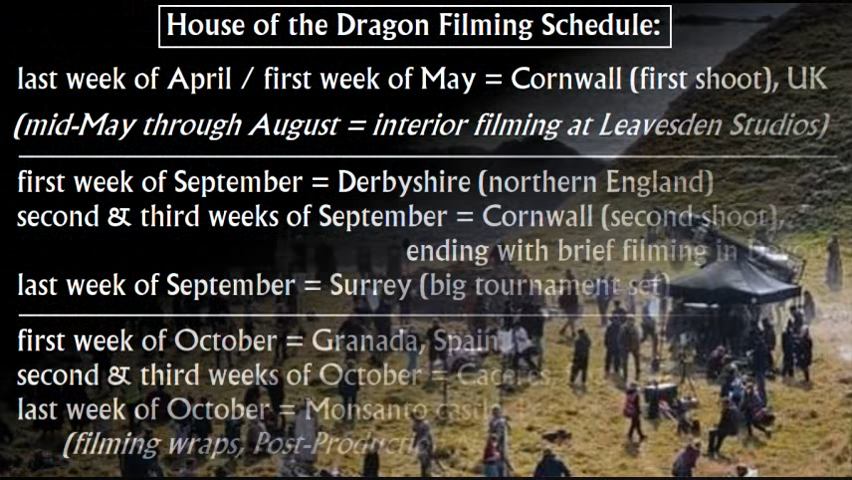 House of the Dragon Filming Schedule:
last week of April / first week of May = Cornwall (first shoot), UK
(mid-May through August = interior filming at Leavesden Studios)
first week of September = Derbyshire (northern England)
second & third weeks of September = Cornwall (second shoot),
ending with brief filming in
last week of September = Surrey (big tournament set)
first week of October = Granada, Spain
second & third weeks of October = Caceres
last week of October = Monsanto castle
(filming wraps, Post-Production